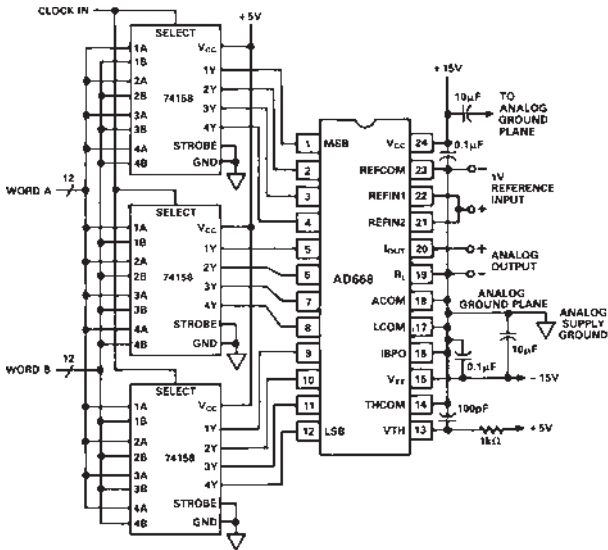 CLOCK IN
+5V
SELECT
1A
1B
2A
2B
3A
3B
4A
4B
74158
VCC
1Y
2Y
3Y
4Y
STROBE
GND
WORD A
12
SELECT
1A
1B
2A
2B
3A
3B
4A
4B
74158
VCC
1Y
2Y
3Y
4Y
STROBE
GND
WORD B
12
SELECT
1A
1B
2A
2B
3A
3B
4A
4B
74158
VCC
1Y
2Y
3Y
4Y
STROBE
GND
AD668
1 MSB
2
3
4
5
6
7
8
9
10
11
12 LSB
VCC 24
REFCOM 23
REFIN1 22
REFIN2 21
IOUT 20
RL 19
ACOM 18
LCOM 17
IBPO 16
VEE 15
THCOM 14
VTH 13
+15V
10µF
TO
ANALOG
GROUND
PLANE
0.1µF
1V
REFERENCE
INPUT
−
+
+
ANALOG
OUTPUT
−
ANALOG
GROUND PLANE
ANALOG
SUPPLY
GROUND
10µF
0.1µF
−15V
100pF
1kΩ
+5V